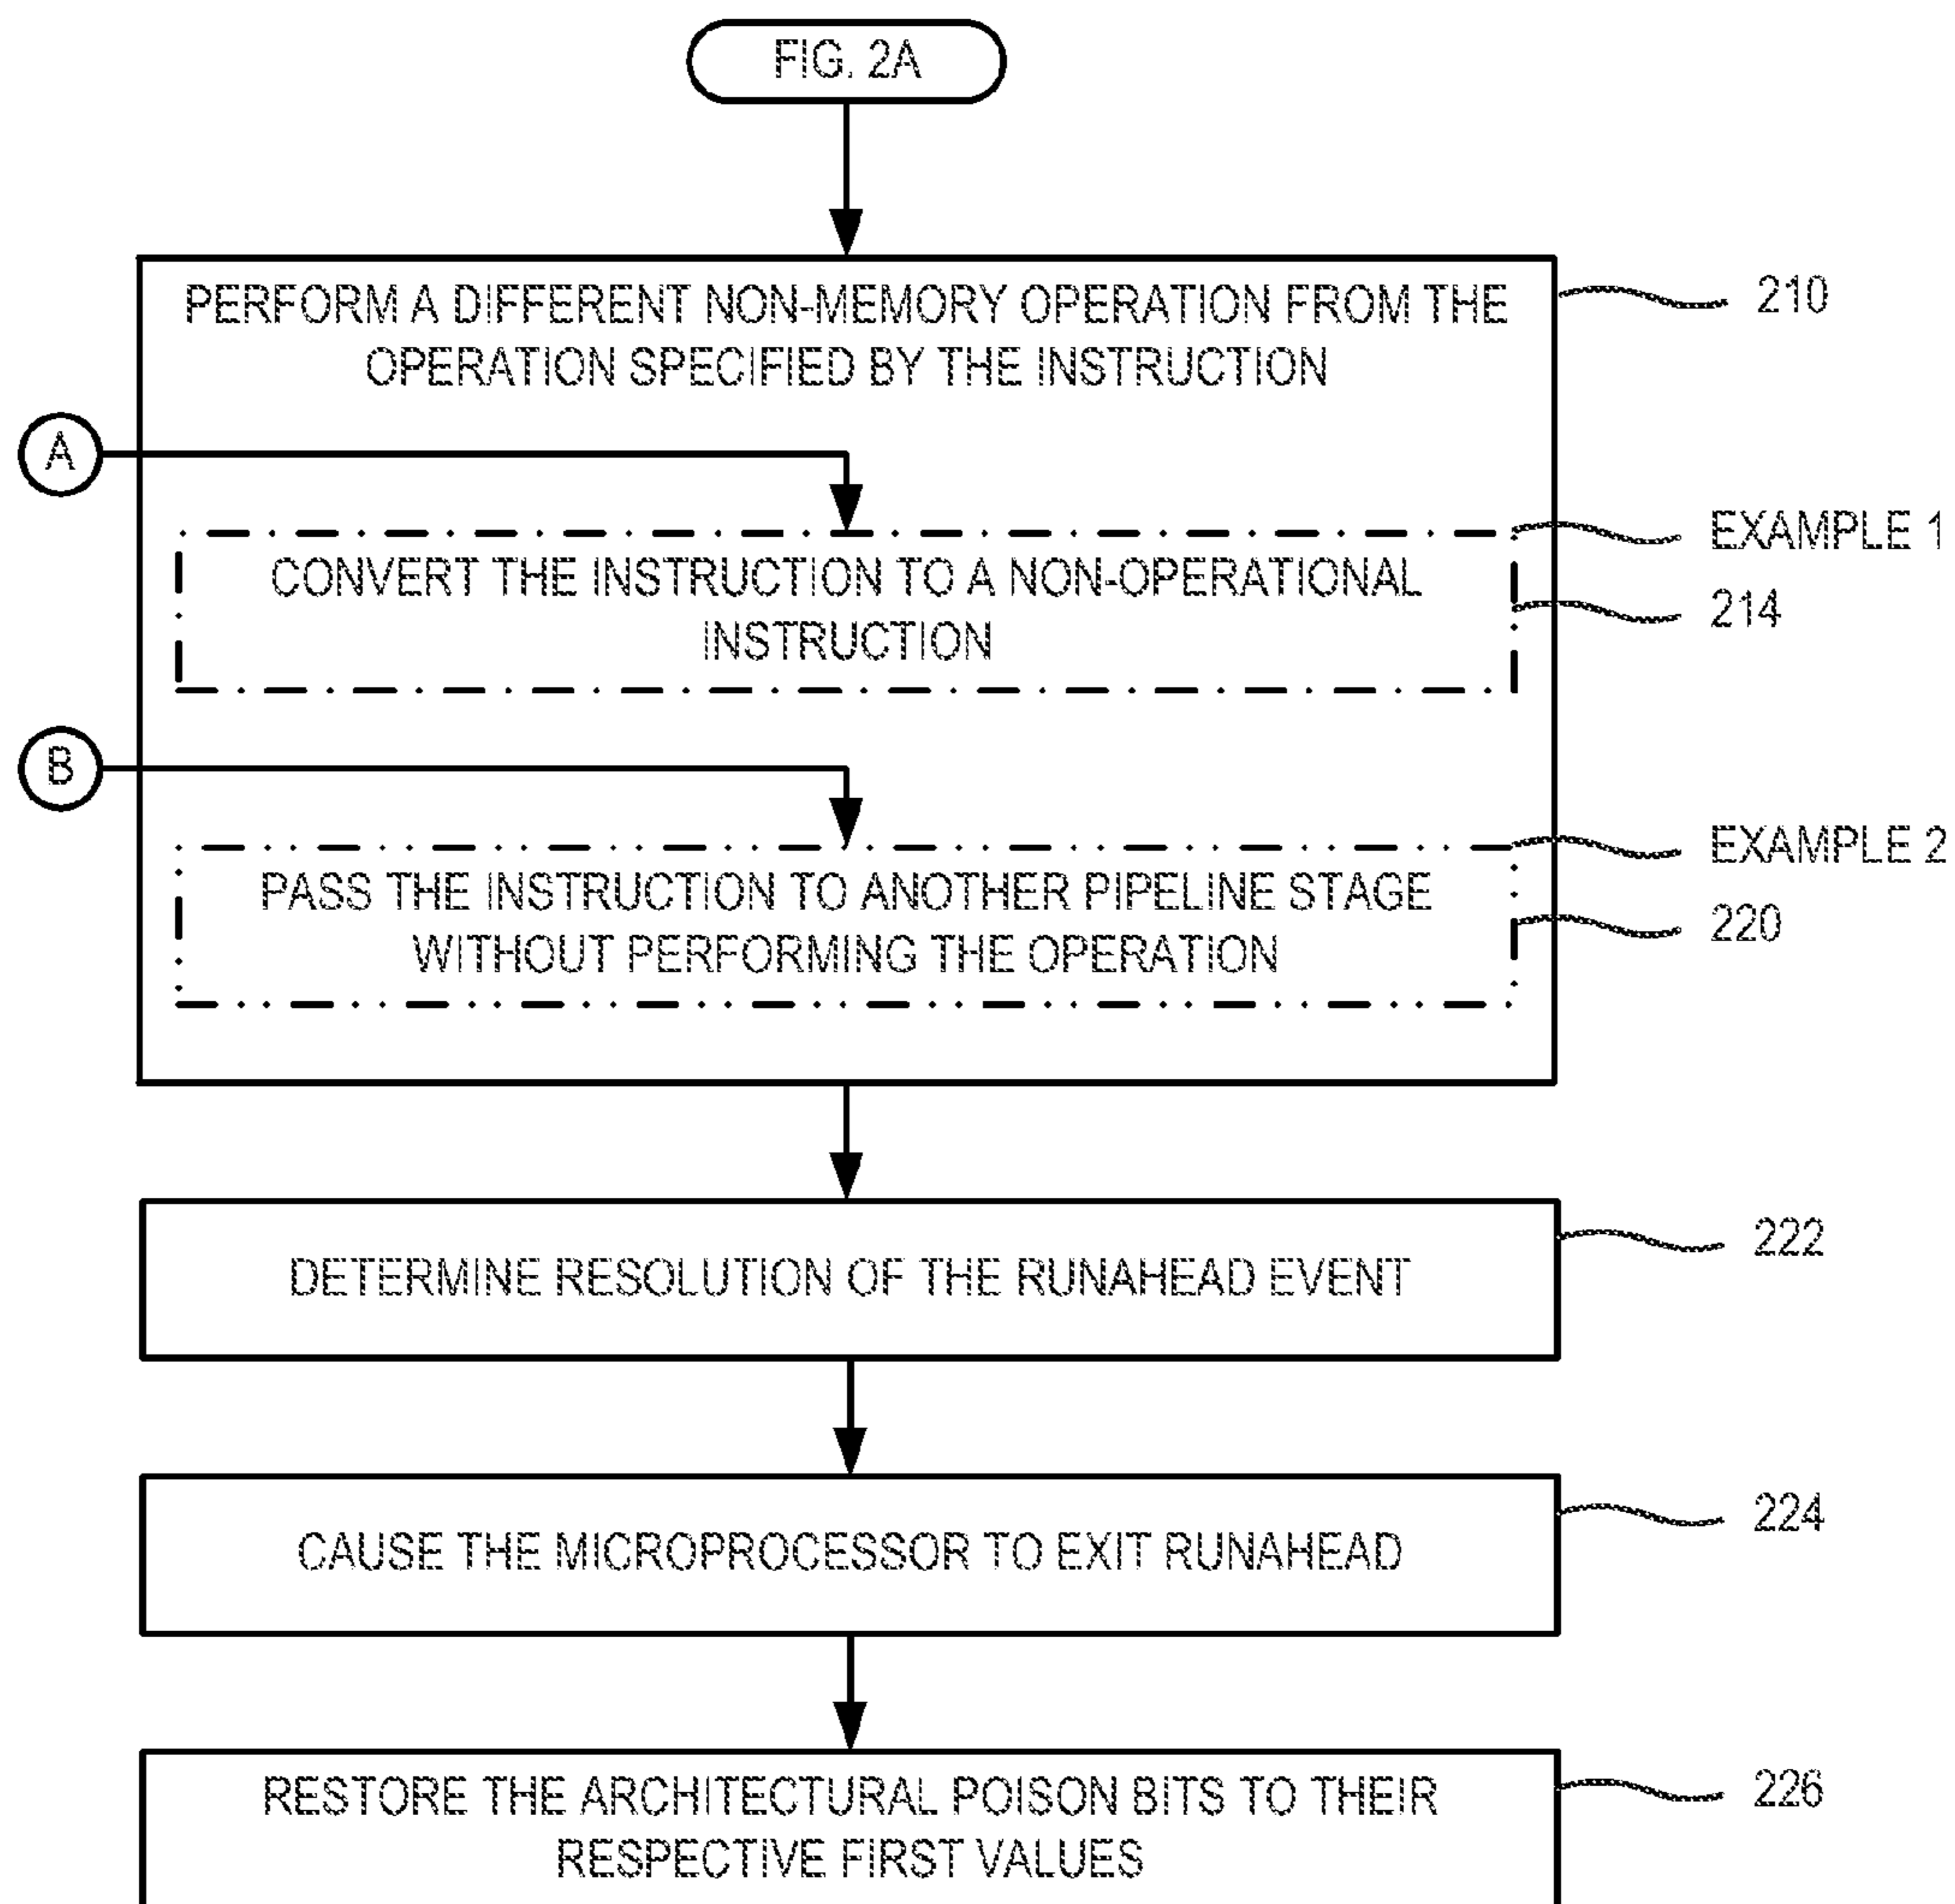 FIG. 2A
PERFORM A DIFFERENT NON-MEMORY OPERATION FROM THE
OPERATION SPECIFIED BY THE INSTRUCTION
210
A
EXAMPLE 1
CONVERT THE INSTRUCTION TO A NON-OPERATIONAL
INSTRUCTION
214
B
EXAMPLE 2
PASS THE INSTRUCTION TO ANOTHER PIPELINE STAGE
WITHOUT PERFORMING THE OPERATION
220
DETERMINE RESOLUTION OF THE RUNAHEAD EVENT
222
CAUSE THE MICROPROCESSOR TO EXIT RUNAHEAD
224
RESTORE THE ARCHITECTURAL POISON BITS TO THEIR
RESPECTIVE FIRST VALUES
226